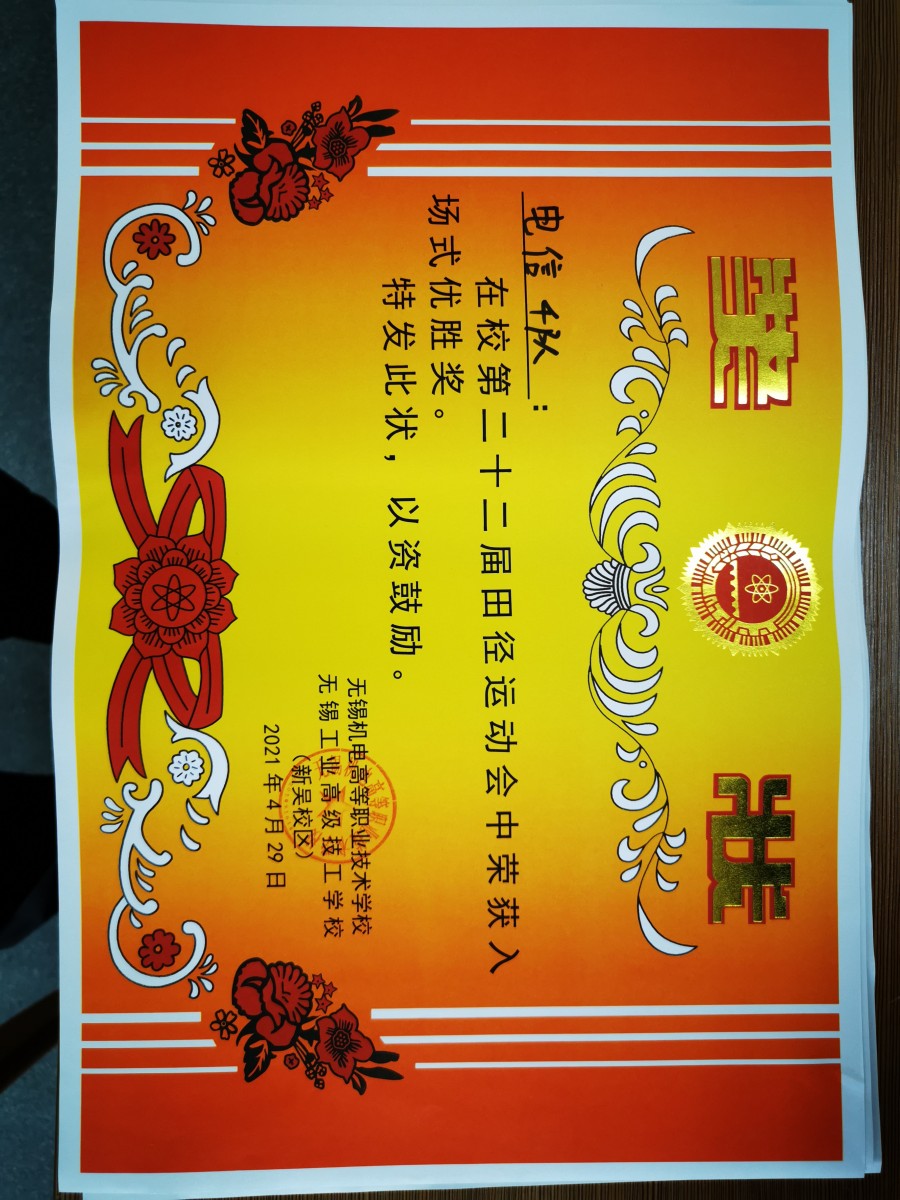 奖状
电信4队：
在校第二十二届田径运动会中荣获入
场式优胜奖。
特发此状，以资鼓励。
无锡机电高等职业技术学校
无锡工业高级技工学校
（新吴校区）
2021年4月29日